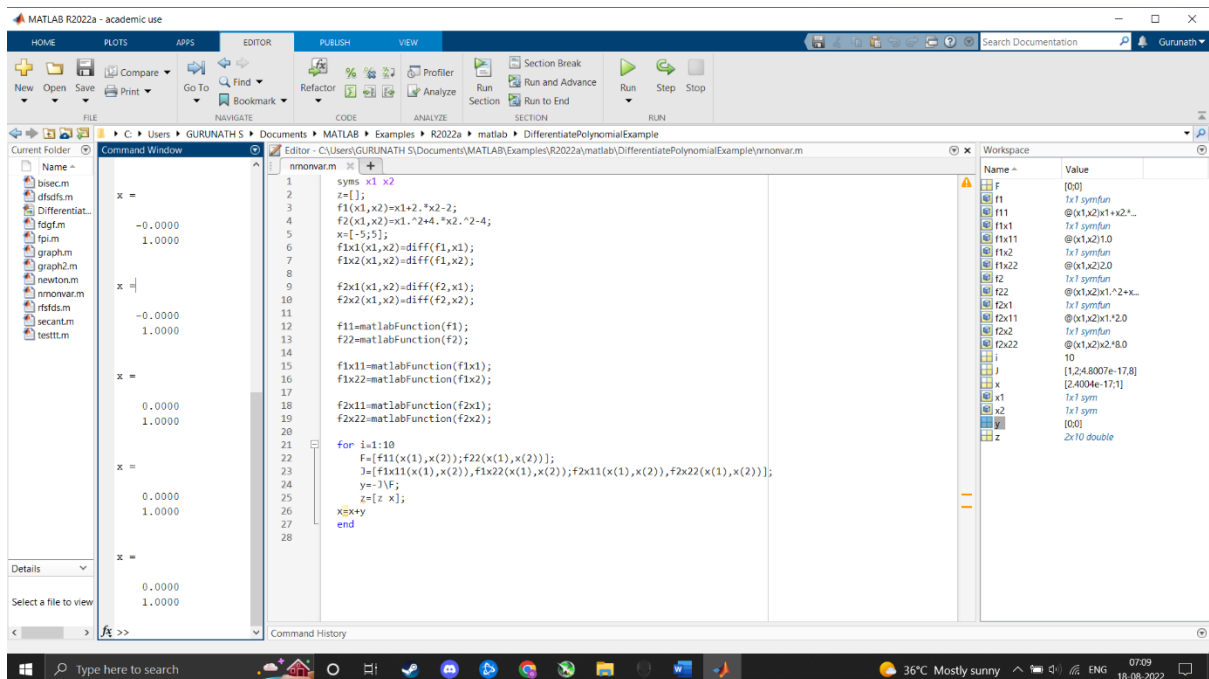 MATLAB R2022a - academic use
HOME PLOTS APPS EDITOR PUBLISH VIEW Search Documentation Gurunath
New Open Save Compare Print Go To Find Bookmark Refactor Profiler Analyze Run Section Section Break Run and Advance Run to End Run Step Stop
FILE NAVIGATE CODE ANALYZE SECTION RUN
C: Users GURUNATH S Documents MATLAB Examples R2022a matlab DifferentiatePolynomialExample
Current Folder
Name
bisec.m
dfsdfs.m
Differentiat...
fdgf.m
fpi.m
graph.m
graph2.m
newton.m
nmonvar.m
rfsfds.m
secant.m
testtt.m
Details
Select a file to view
Command Window
x =
-0.0000
1.0000
x =
-0.0000
1.0000
x =
0.0000
1.0000
x =
0.0000
1.0000
x =
0.0000
1.0000
fx >>
Editor - C:\Users\GURUNATH S\Documents\MATLAB\Examples\R2022a\matlab\DifferentiatePolynomialExample\nrnonvar.m
nmonvar.m
1 syms x1 x2
2 z=[];
3 f1(x1,x2)=x1+2.*x2-2;
4 f2(x1,x2)=x1.^2+4.*x2.^2-4;
5 x=[-5;5];
6 f1x1(x1,x2)=diff(f1,x1);
7 f1x2(x1,x2)=diff(f1,x2);
8
9 f2x1(x1,x2)=diff(f2,x1);
10 f2x2(x1,x2)=diff(f2,x2);
11
12 f11=matlabFunction(f1);
13 f22=matlabFunction(f2);
14
15 f1x11=matlabFunction(f1x1);
16 f1x22=matlabFunction(f1x2);
17
18 f2x11=matlabFunction(f2x1);
19 f2x22=matlabFunction(f2x2);
20
21 for i=1:10
22 F=[f11(x(1),x(2));f22(x(1),x(2))];
23 J=[f1x11(x(1),x(2)),f1x22(x(1),x(2));f2x11(x(1),x(2)),f2x22(x(1),x(2))];
24 y=-J\F;
25 z=[z x];
26 x=x+y
27 end
28
Command History
Workspace
Name Value
F [0;0]
f1 1x1 symfun
f11 @(x1,x2)x1+x2.*...
f1x1 1x1 symfun
f1x11 @(x1,x2)1.0
f1x2 1x1 symfun
f1x22 @(x1,x2)2.0
f2 1x1 symfun
f22 @(x1,x2)x1.^2+x...
f2x1 1x1 symfun
f2x11 @(x1,x2)x1.*2.0
f2x2 1x1 symfun
f2x22 @(x1,x2)x2.*8.0
i 10
J [1,2;4.8007e-17,8]
x [2.4004e-17;1]
x1 1x1 sym
x2 1x1 sym
y [0;0]
z 2x10 double
Type here to search
36°C Mostly sunny ENG 07:09
18-08-2022